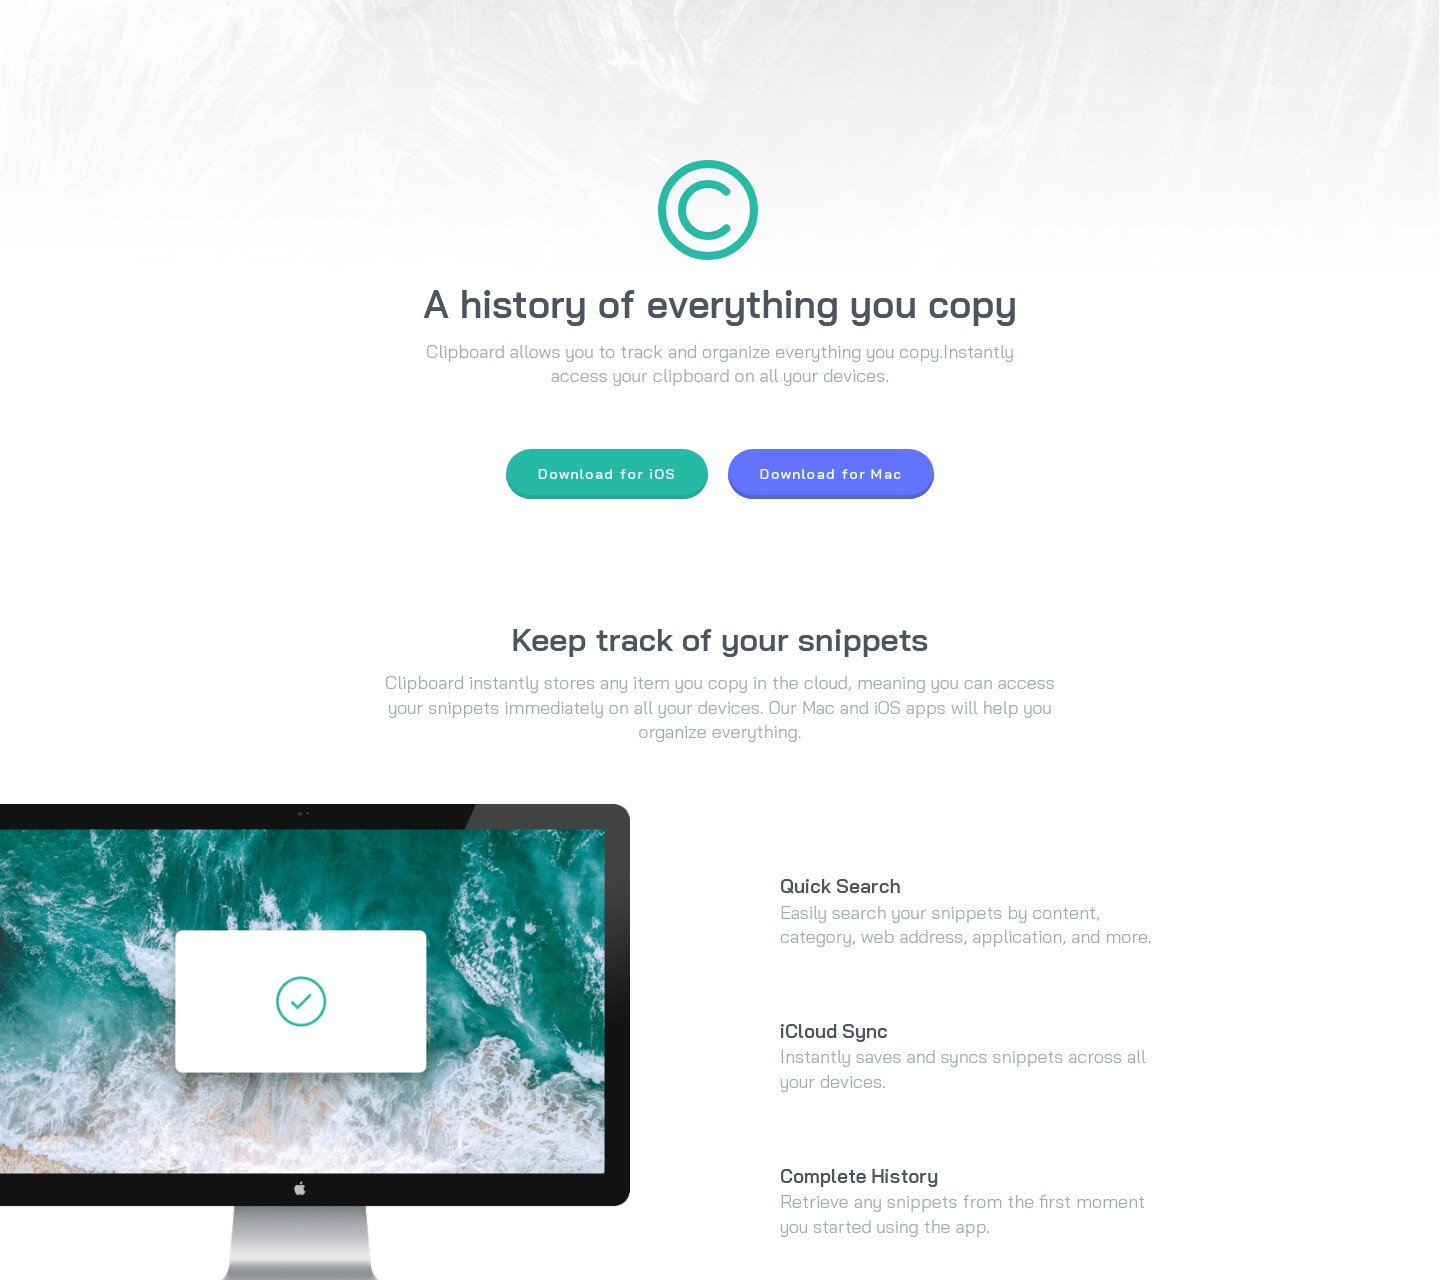 A history of everything you copy
Clipboard allows you to track and organize everything you copy.Instantly
access your clipboard on all your devices.
Download for iOS
Download for Mac
Keep track of your snippets
Clipboard instantly stores any item you copy in the cloud, meaning you can access
your snippets immediately on all your devices. Our Mac and iOS apps will help you
organize everything.
Quick Search
Easily search your snippets by content,
category, web address, application, and more.
iCloud Sync
Instantly saves and syncs snippets across all
your devices.
Complete History
Retrieve any snippets from the first moment
you started using the app.